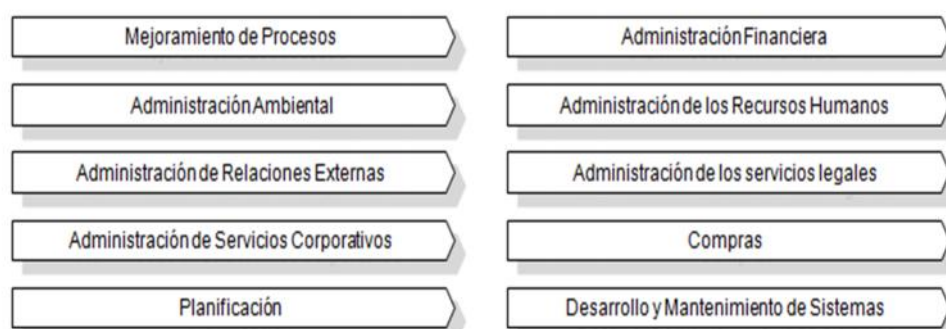 Mejoramiento de Procesos
Administración Ambiental
Administración de Relaciones Externas
Administración de Servicios Corporativos
Planificación
Administración Financiera
Administración de los Recursos Humanos
Administración de los servicios legales
Compras
Desarrollo y Mantenimiento de Sistemas